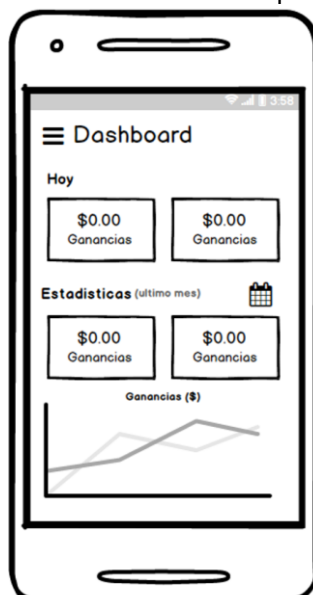 3:58
Dashboard
Hoy
$0.00 $0.00
Ganancias Ganancias
Estadisticas (ultimo mes)
$0.00 $0.00
Ganancias Ganancias
Ganancias ($)